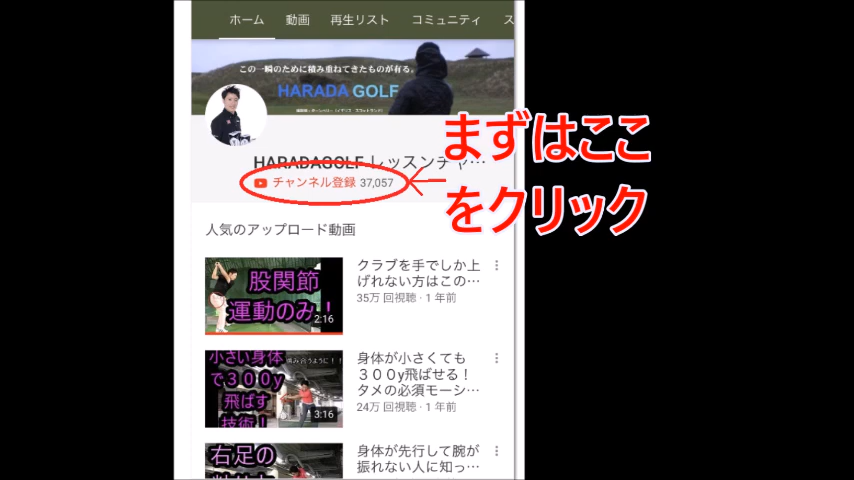 ホーム 動画 再生リスト コミュニティ ス
この一瞬のために積み重ねてきたものが有る。
HARADA GOLF
HARADAGOLF レッスンチャ…
チャンネル登録 37,057
まずはここ
をクリック
人気のアップロード動画
股関節
運動のみ！
2:16
クラブを手でしか上
げれない方はこの…
35万 回視聴 · 1 年前
小さい身体
で３００y
飛ばす
技術！
3:16
身体が小さくても
３００y飛ばせる！
タメの必須モーシ…
24万 回視聴 · 1 年前
右足の
身体が先行して腕が
振れない人に知っ…